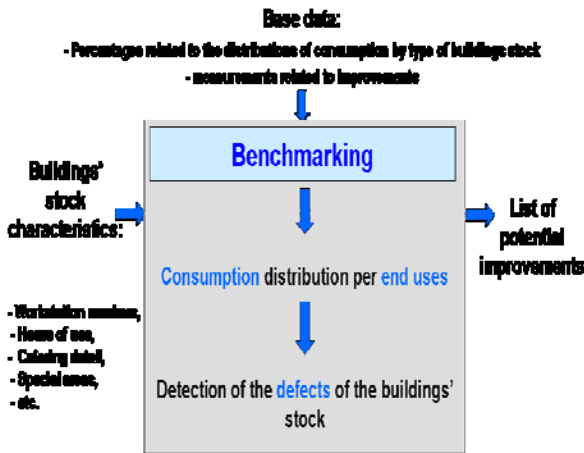 Base data:
- Percentages related to the distributions of consumption by type of buildings stock
- measurements related to improvements
Benchmarking
Buildings'
stock
characteristics:
List of
potential
improvements
Consumption distribution per end uses
- Workstation numbers,
- Hours of use,
- Catering detail,
- Special areas,
- etc.
Detection of the defects of the buildings'
stock